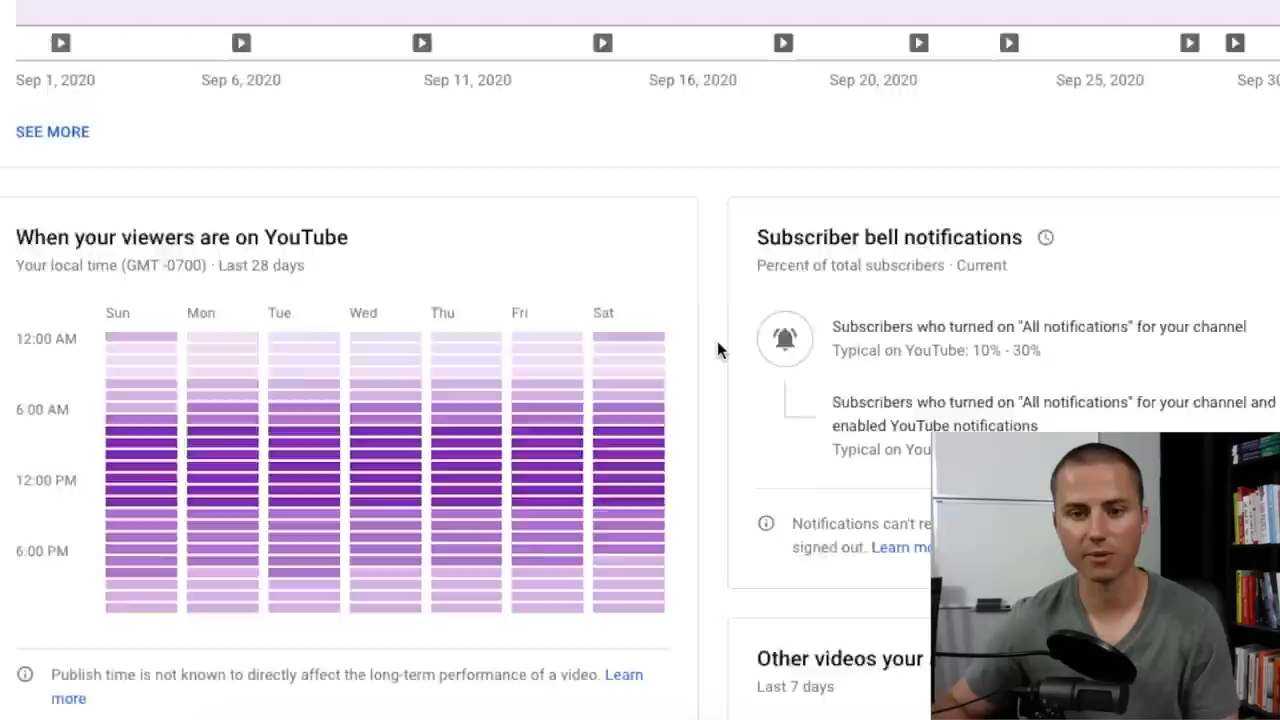 Sep 1, 2020
Sep 6, 2020
Sep 11, 2020
Sep 16, 2020
Sep 20, 2020
Sep 25, 2020
Sep 30
SEE MORE
When your viewers are on YouTube
Your local time (GMT -0700) · Last 28 days
Sun Mon Tue Wed Thu Fri Sat
12:00 AM
6:00 AM
12:00 PM
6:00 PM
Publish time is not known to directly affect the long-term performance of a video. Learn
more
Subscriber bell notifications
Percent of total subscribers · Current
Subscribers who turned on "All notifications" for your channel
Typical on YouTube: 10% - 30%
Subscribers who turned on "All notifications" for your channel and
enabled YouTube notifications
Typical on You
Notifications can't re
signed out. Learn mo
Other videos your
Last 7 days